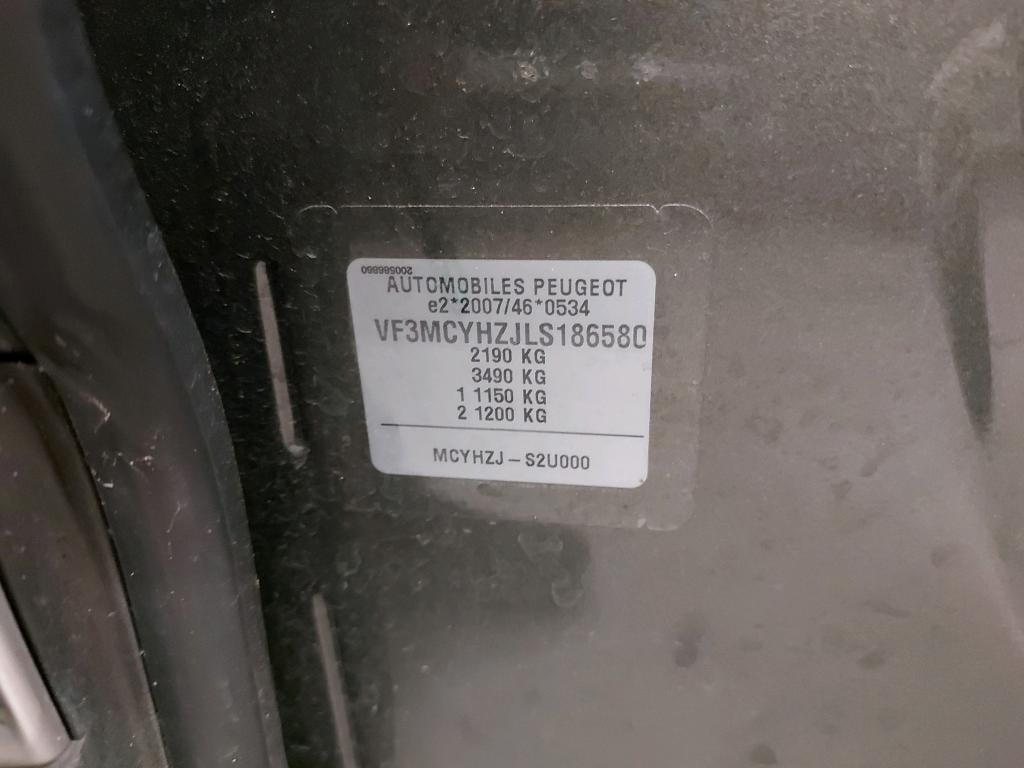 AUTOMOBILES PEUGEOT
e2*2007/46*0534
VF3MCYHZJLS186580
2190 KG
3490 KG
1 1150 KG
2 1200 KG
MCYHZJ – S2U000